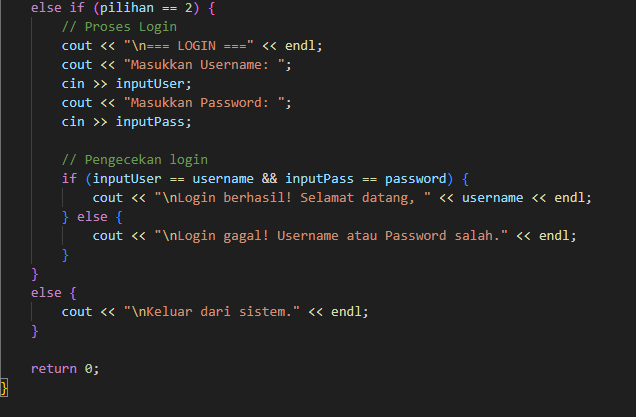 else if (pilihan == 2) {
// Proses Login
cout << "\n=== LOGIN ===" << endl;
cout << "Masukkan Username: ";
cin >> inputUser;
cout << "Masukkan Password: ";
cin >> inputPass;
// Pengecekan login
if (inputUser == username && inputPass == password) {
cout << "\nLogin berhasil! Selamat datang, " << username << endl;
} else {
cout << "\nLogin gagal! Username atau Password salah." << endl;
}
}
else {
cout << "\nKeluar dari sistem." << endl;
}
return 0;
}